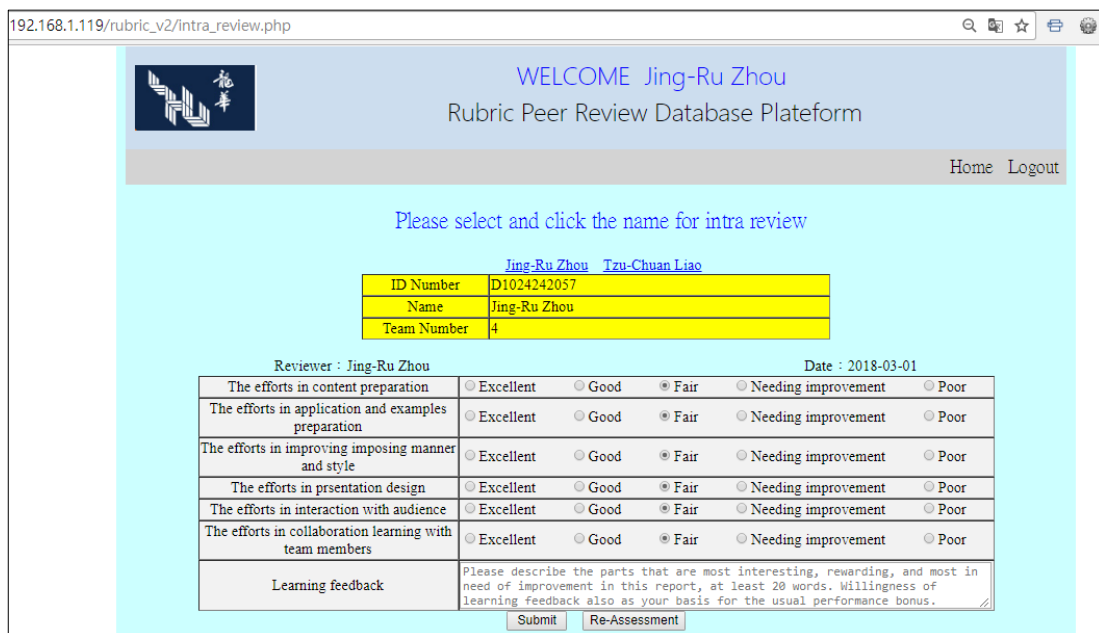 192.168.1.119/rubric_v2/intra_review.php
龍華
LHU
WELCOME Jing-Ru Zhou
Rubric Peer Review Database Plateform
Home Logout
Please select and click the name for intra review
Jing-Ru Zhou Tzu-Chuan Liao
ID Number D1024242057
Name Jing-Ru Zhou
Team Number 4
Reviewer：Jing-Ru Zhou Date：2018-03-01
The efforts in content preparation Excellent Good Fair Needing improvement Poor
The efforts in application and examples
preparation Excellent Good Fair Needing improvement Poor
The efforts in improving imposing manner
and style Excellent Good Fair Needing improvement Poor
The efforts in prsentation design Excellent Good Fair Needing improvement Poor
The efforts in interaction with audience Excellent Good Fair Needing improvement Poor
The efforts in collaboration learning with
team members Excellent Good Fair Needing improvement Poor
Learning feedback
Please describe the parts that are most interesting, rewarding, and most in
need of improvement in this report, at least 20 words. Willingness of
learning feedback also as your basis for the usual performance bonus.
Submit Re-Assessment